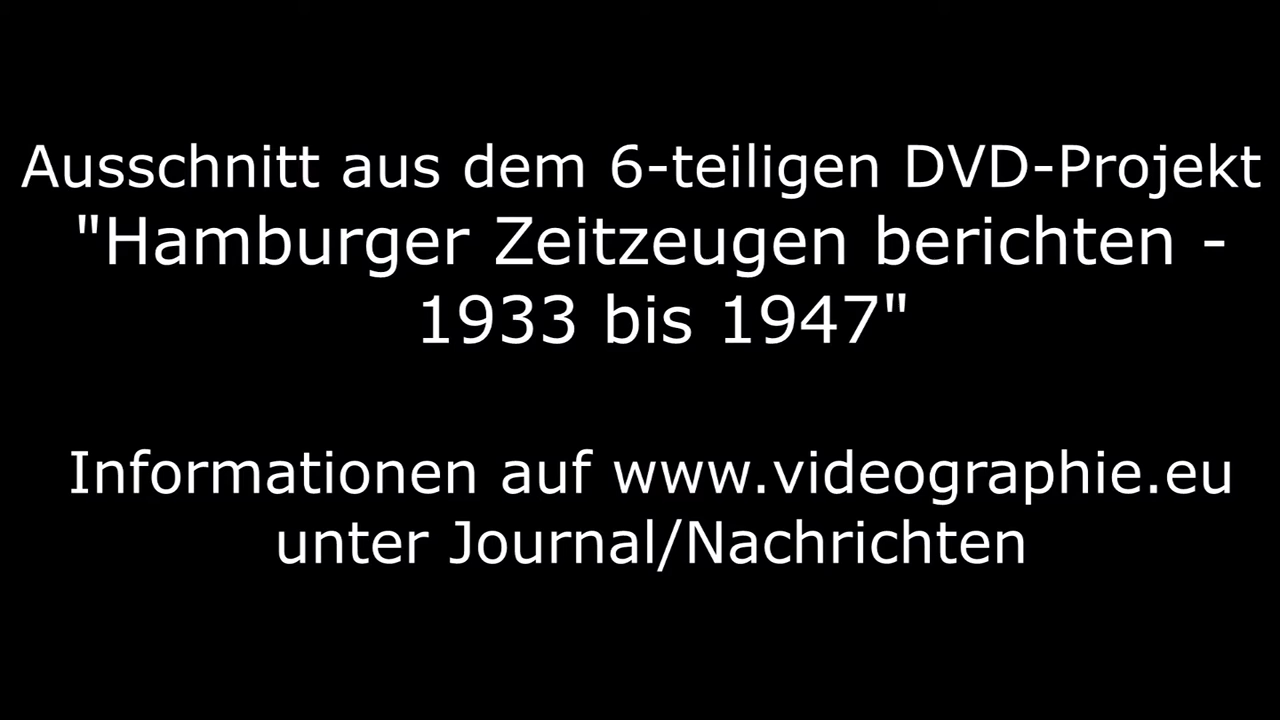 Ausschnitt aus dem 6-teiligen DVD-Projekt
"Hamburger Zeitzeugen berichten -
1933 bis 1947"
Informationen auf www.videographie.eu
unter Journal/Nachrichten